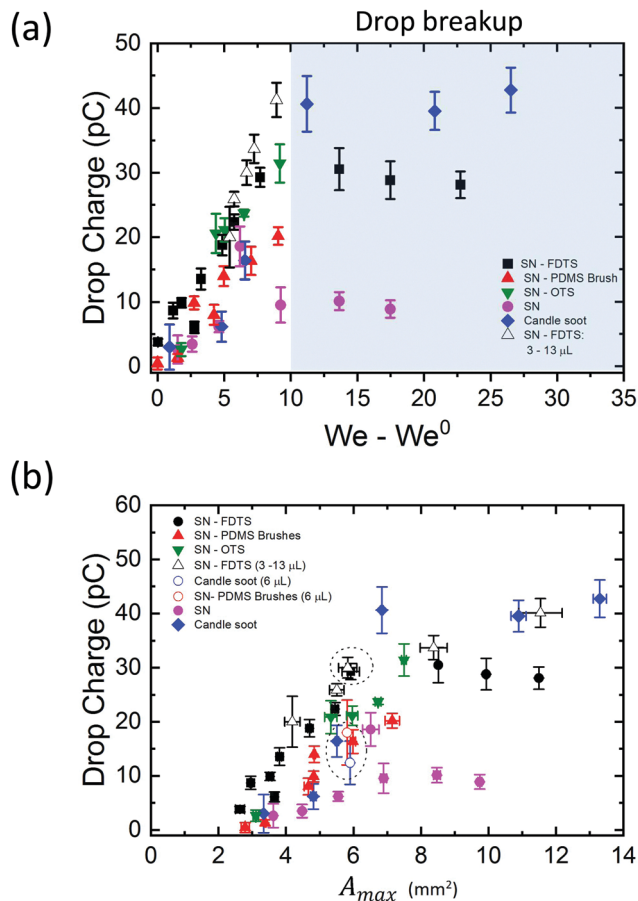 (a)
Drop breakup
50
40
30
20
10
0
Drop Charge (pC)
SN - FDTS
SN - PDMS Brush
SN - OTS
SN
Candle soot
SN - FDTS:
3 - 13 μL
0 5 10 15 20 25 30 35
We - We⁰
(b)
60
50
40
30
20
10
0
Drop Charge (pC)
SN - FDTS
SN - PDMS Brushes
SN - OTS
SN - FDTS (3 -13 μL)
Candle soot (6 μL)
SN- PDMS Brushes (6 μL)
SN
Candle soot
0 2 4 6 8 10 12 14
Amax (mm²)